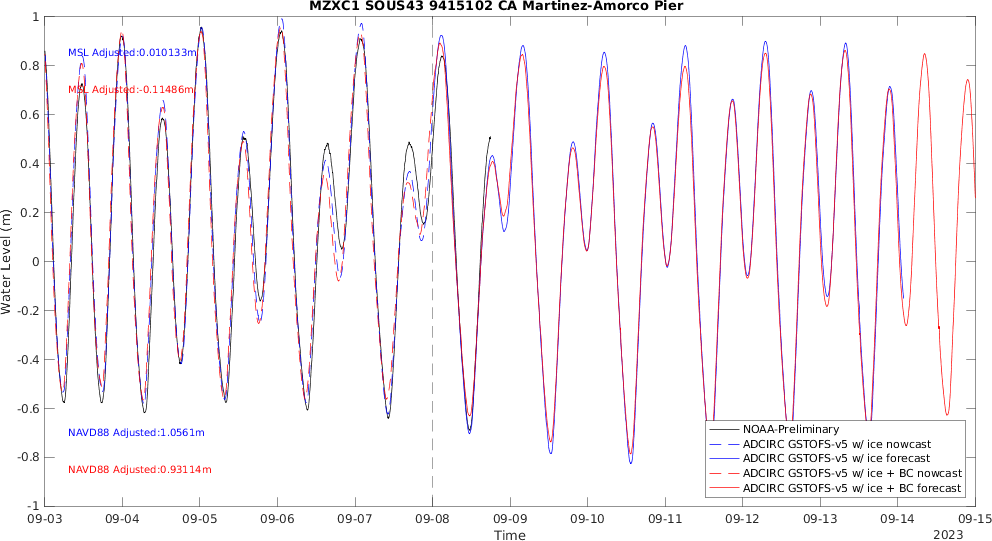 MZXC1 SOUS43 9415102 CA Martinez-Amorco Pier
1
0.8
0.6
0.4
0.2
0
-0.2
-0.4
-0.6
-0.8
-1
Water Level (m)
MSL Adjusted:0.010133m
MSL Adjusted:-0.11486m
NAVD88 Adjusted:1.0561m
NAVD88 Adjusted:0.93114m
NOAA-Preliminary
ADCIRC GSTOFS-v5 w/ ice nowcast
ADCIRC GSTOFS-v5 w/ ice forecast
ADCIRC GSTOFS-v5 w/ ice + BC nowcast
ADCIRC GSTOFS-v5 w/ ice + BC forecast
09-03 09-04 09-05 09-06 09-07 09-08 09-09 09-10 09-11 09-12 09-13 09-14 09-15
Time
2023